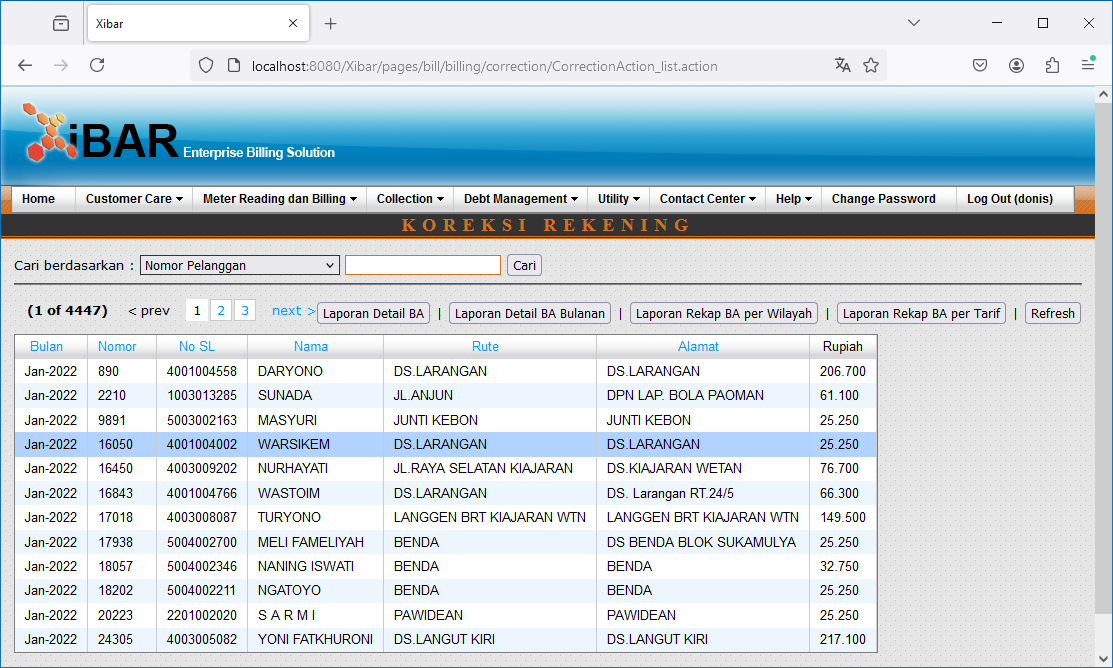 Xibar
localhost:8080/Xibar/pages/bill/billing/correction/CorrectionAction_list.action
iBAR Enterprise Billing Solution
Home Customer Care Meter Reading dan Billing Collection Debt Management Utility Contact Center Help Change Password Log Out (donis)
KOREKSI REKENING
Cari berdasarkan : Nomor Pelanggan Cari
(1 of 4447) < prev 1 2 3 next > Laporan Detail BA | Laporan Detail BA Bulanan | Laporan Rekap BA per Wilayah | Laporan Rekap BA per Tarif | Refresh
Bulan Nomor No SL Nama Rute Alamat Rupiah
Jan-2022 890 4001004558 DARYONO DS.LARANGAN DS.LARANGAN 206.700
Jan-2022 2210 1003013285 SUNADA JL.ANJUN DPN LAP. BOLA PAOMAN 61.100
Jan-2022 9891 5003002163 MASYURI JUNTI KEBON JUNTI KEBON 25.250
Jan-2022 16050 4001004002 WARSIKEM DS.LARANGAN DS.LARANGAN 25.250
Jan-2022 16450 4003009202 NURHAYATI JL.RAYA SELATAN KIAJARAN DS.KIAJARAN WETAN 76.700
Jan-2022 16843 4001004766 WASTOIM DS.LARANGAN DS. Larangan RT.24/5 66.300
Jan-2022 17018 4003008087 TURYONO LANGGEN BRT KIAJARAN WTN LANGGEN BRT KIAJARAN WTN 149.500
Jan-2022 17938 5004002700 MELI FAMELIYAH BENDA DS BENDA BLOK SUKAMULYA 25.250
Jan-2022 18057 5004002346 NANING ISWATI BENDA BENDA 32.750
Jan-2022 18202 5004002211 NGATOYO BENDA BENDA 25.250
Jan-2022 20223 2201002020 S A R M I PAWIDEAN PAWIDEAN 25.250
Jan-2022 24305 4003005082 YONI FATKHURONI DS.LANGUT KIRI DS.LANGUT KIRI 217.100